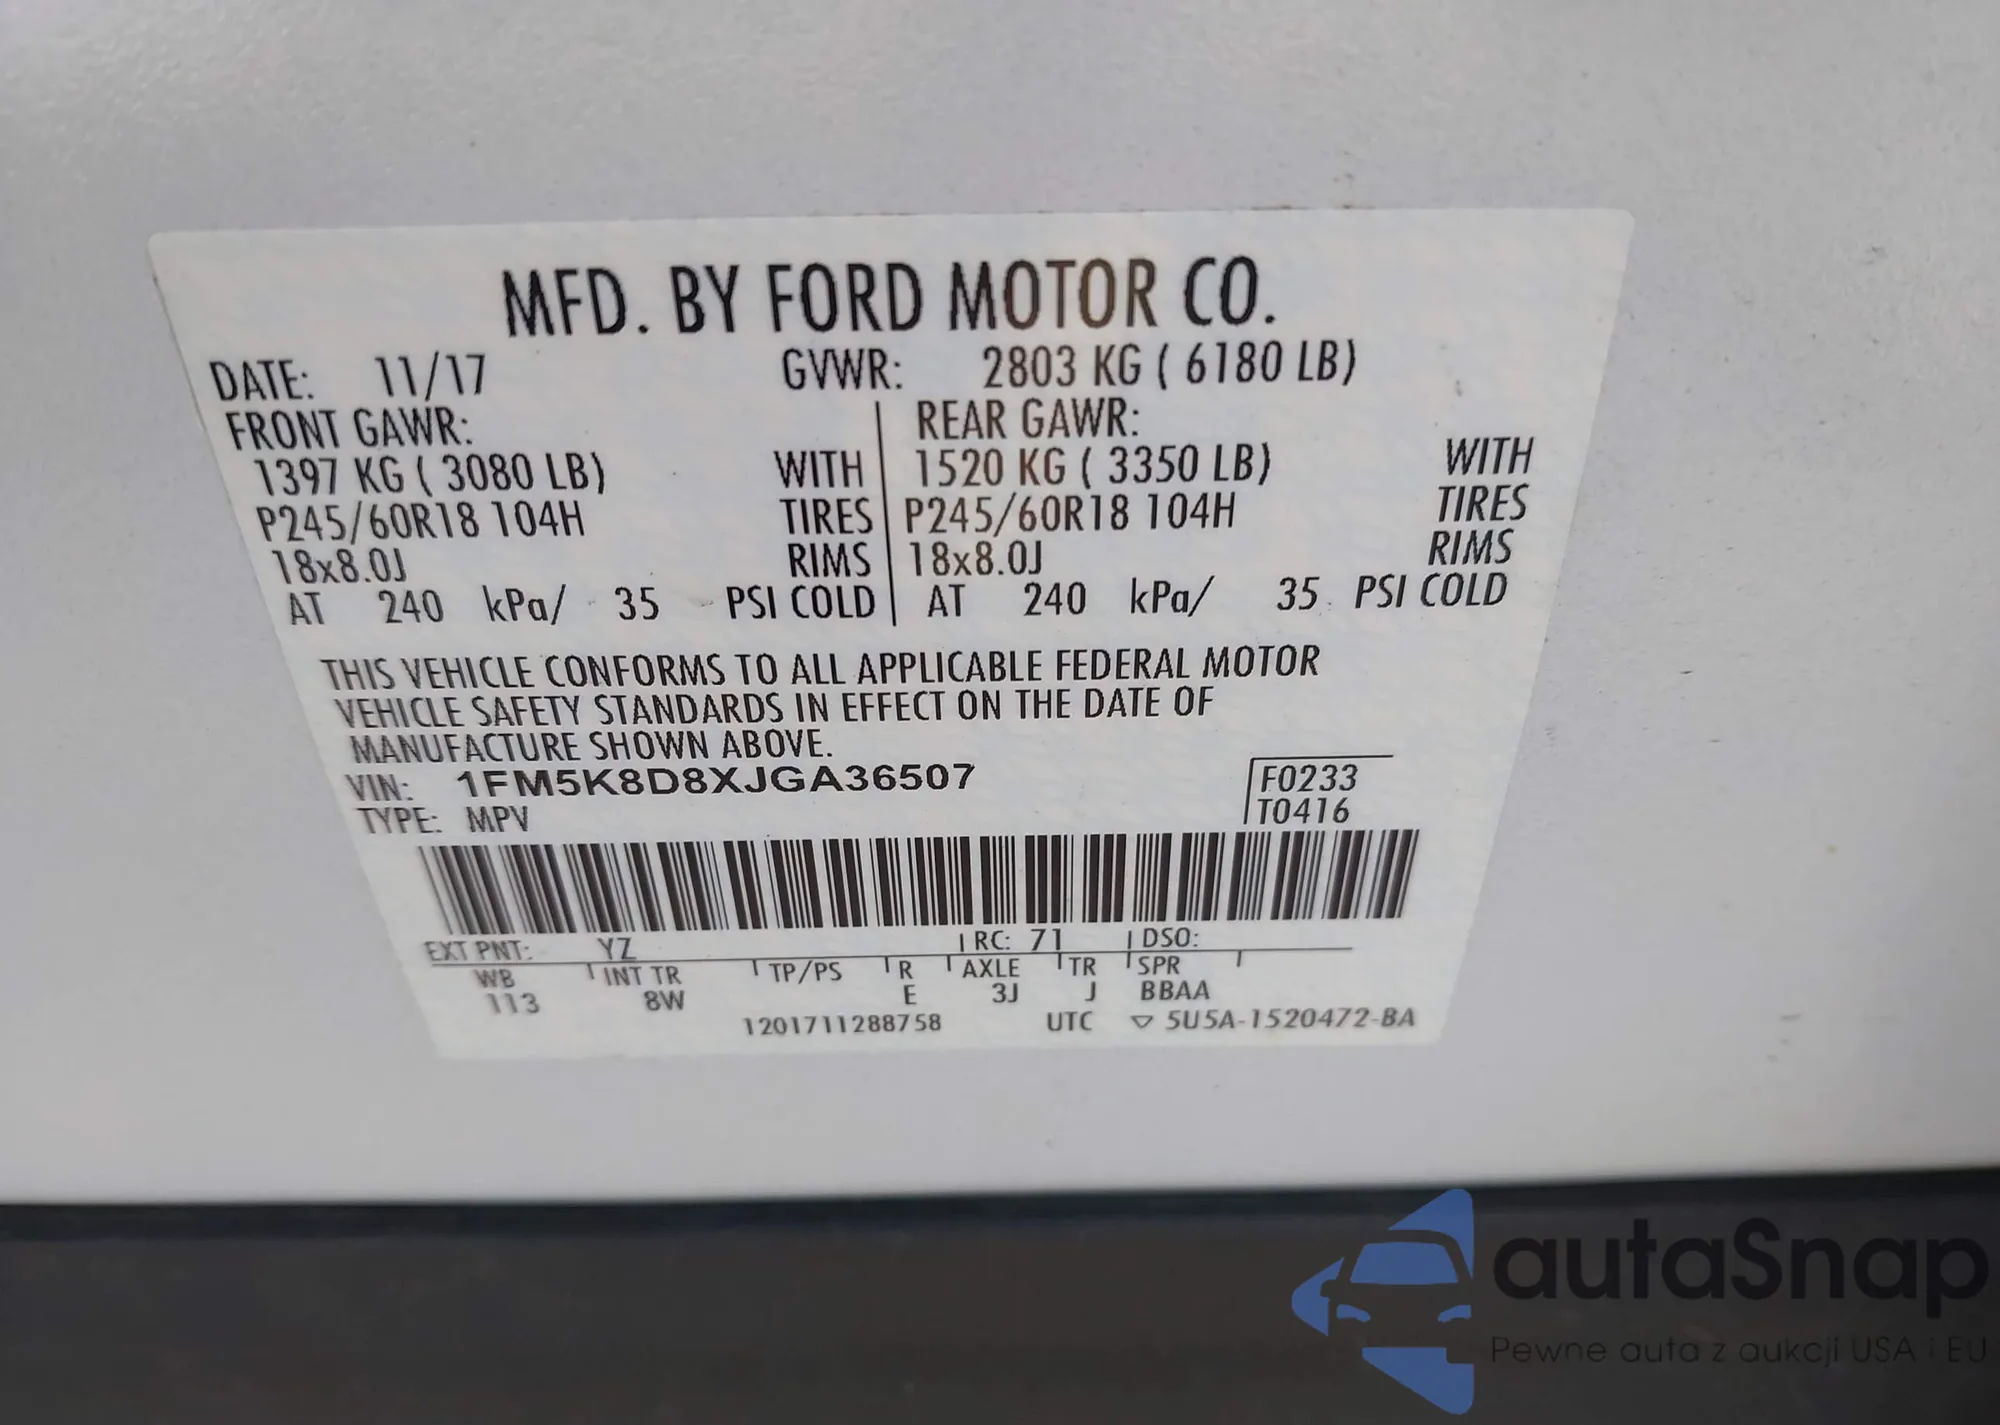 MFD. BY FORD MOTOR CO.
DATE: 11/17 GVWR: 2803 KG ( 6180 LB)
FRONT GAWR: REAR GAWR:
1397 KG ( 3080 LB) WITH 1520 KG ( 3350 LB) WITH
P245/60R18 104H TIRES P245/60R18 104H TIRES
18x8.0J RIMS 18x8.0J RIMS
AT 240 kPa/ 35 PSI COLD AT 240 kPa/ 35 PSI COLD
THIS VEHICLE CONFORMS TO ALL APPLICABLE FEDERAL MOTOR
VEHICLE SAFETY STANDARDS IN EFFECT ON THE DATE OF
MANUFACTURE SHOWN ABOVE.
VIN: 1FM5K8D8XJGA36507 F0233
TYPE: MPV T0416
EXT PNT: YZ RC: 71 DSO:
WB INT TR TP/PS R AXLE TR SPR
113 8W E 3J J BBAA
1201711288758 UTC ▽ 5U5A-1520472-BA
autaSnap
Pewne auta z aukcji USA i EU